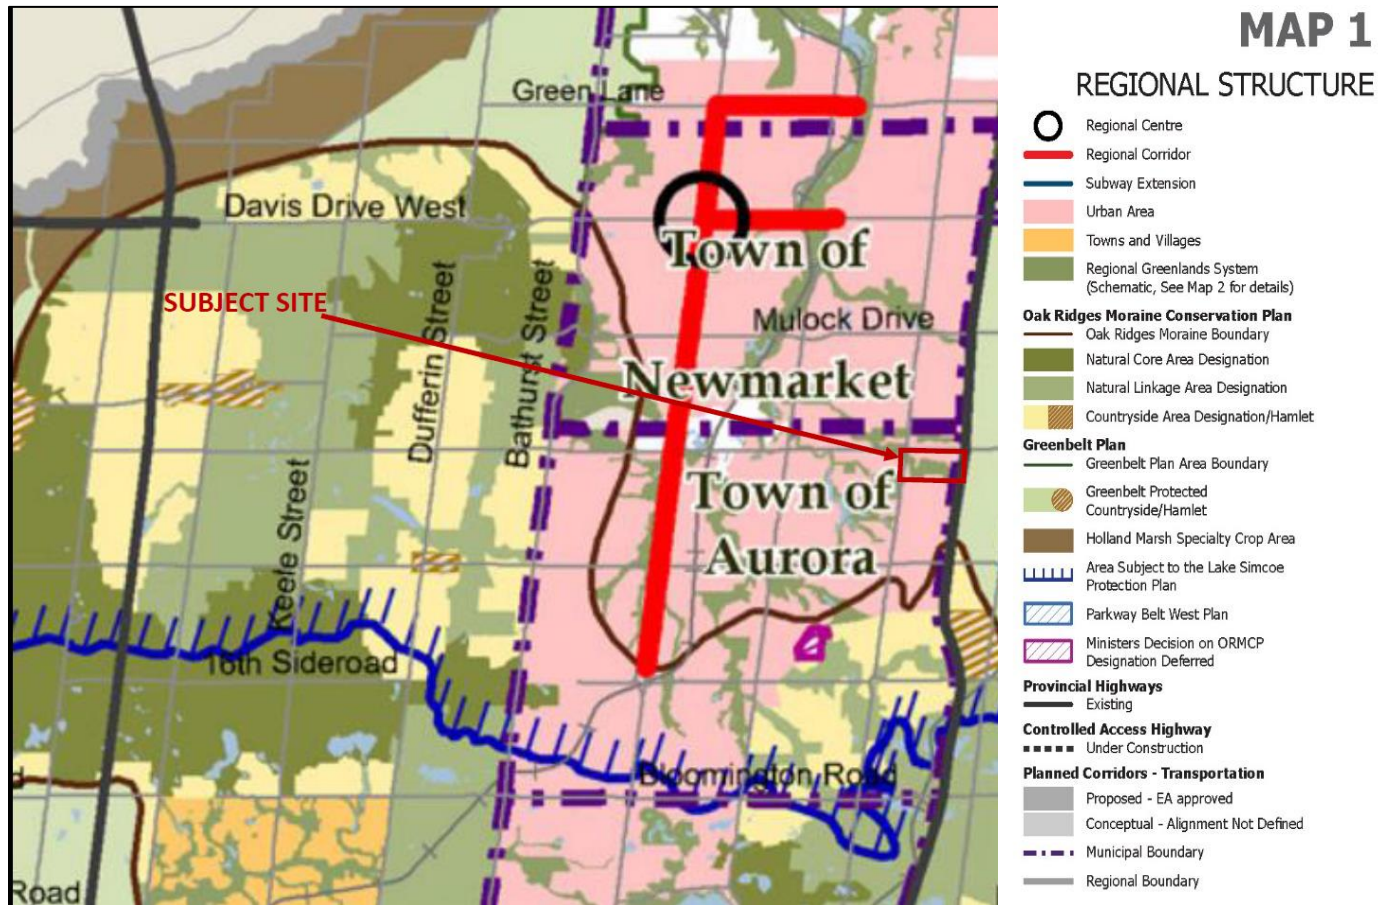 Green Lane
Davis Drive West
SUBJECT SITE
Dufferin Street
Bathurst Street
Keele Street
Town of
Mulock Drive
Newmarket
Town of
Aurora
16th Sideroad
Bloomington Road
d
Road
MAP 1
REGIONAL STRUCTURE
Regional Centre
Regional Corridor
Subway Extension
Urban Area
Towns and Villages
Regional Greenlands System
(Schematic, See Map 2 for details)
Oak Ridges Moraine Conservation Plan
Oak Ridges Moraine Boundary
Natural Core Area Designation
Natural Linkage Area Designation
Countryside Area Designation/Hamlet
Greenbelt Plan
Greenbelt Plan Area Boundary
Greenbelt Protected
Countryside/Hamlet
Holland Marsh Specialty Crop Area
Area Subject to the Lake Simcoe
Protection Plan
Parkway Belt West Plan
Ministers Decision on ORMCP
Designation Deferred
Provincial Highways
Existing
Controlled Access Highway
Under Construction
Planned Corridors - Transportation
Proposed - EA approved
Conceptual - Alignment Not Defined
Municipal Boundary
Regional Boundary